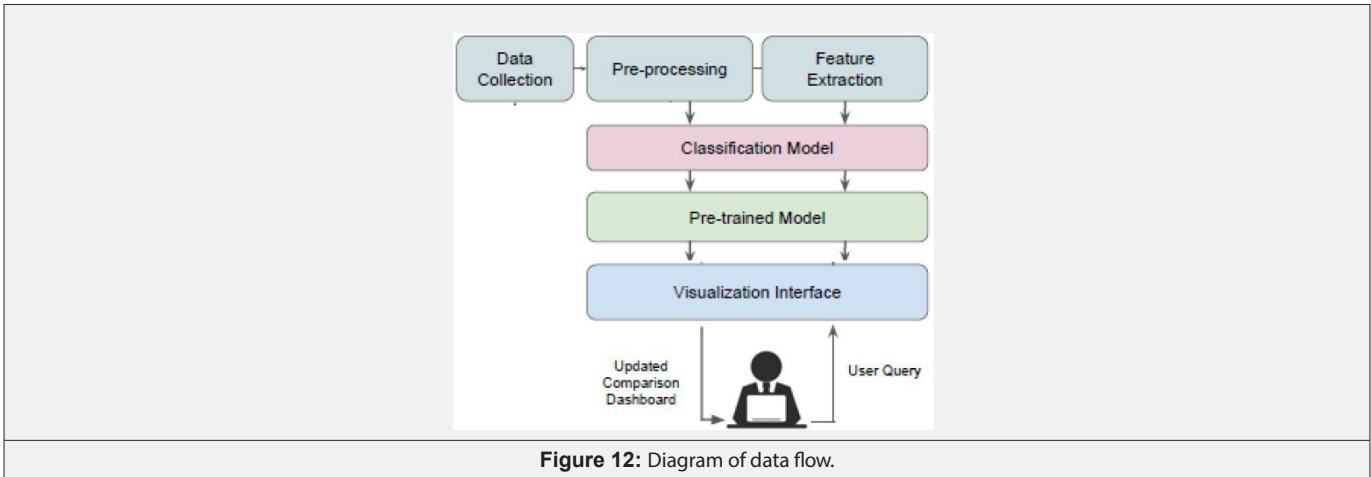 Data
Collection
Pre-processing
Feature
Extraction
Classification Model
Pre-trained Model
Visualization Interface
Updated
Comparison
Dashboard
User Query
Figure 12: Diagram of data flow.